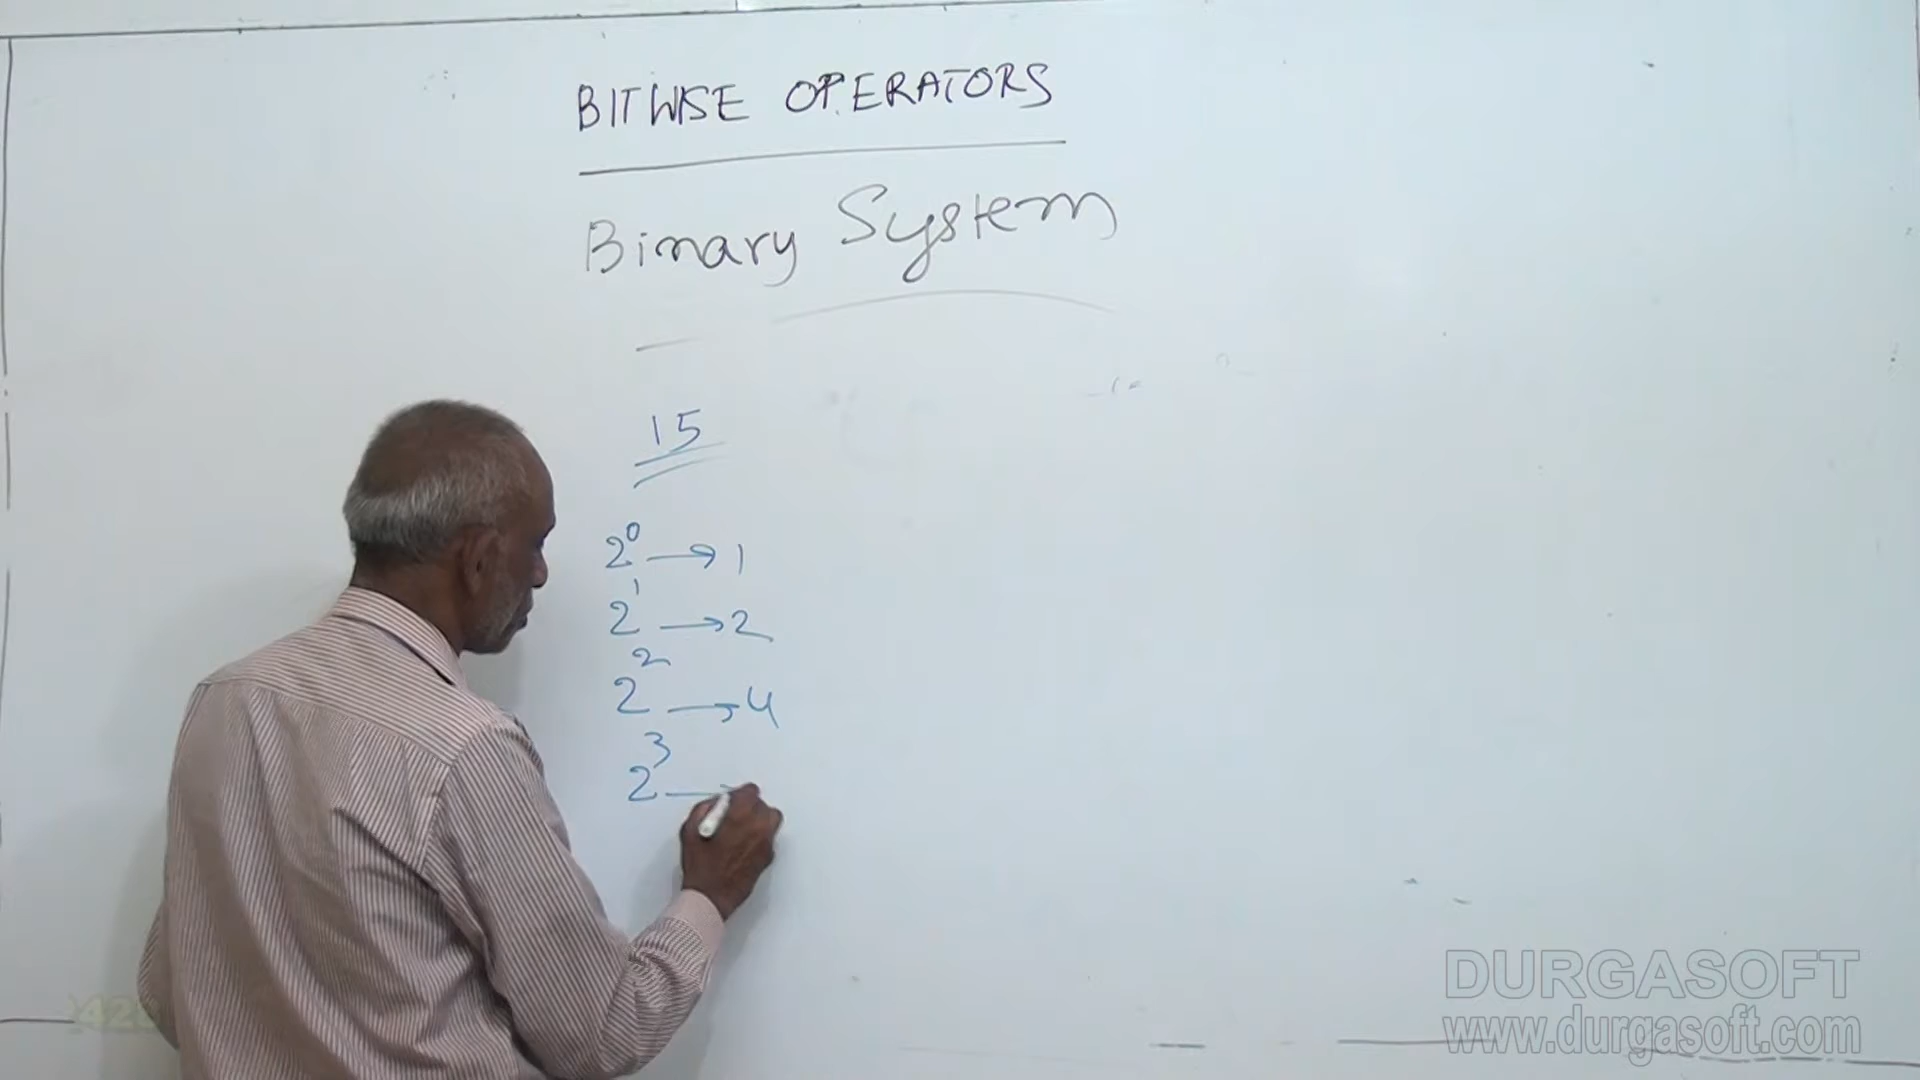 BITWISE OPERATORS
Binary System
15
2⁰ → 1
2¹ → 2
2² → 4
2³ →
DURGASOFT
www.durgasoft.com